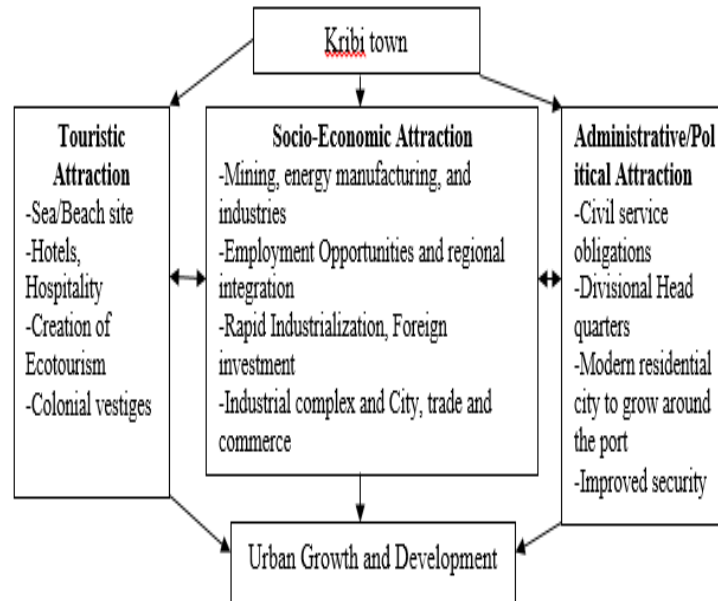 Kribi town
Touristic
Attraction
-Sea/Beach site
-Hotels,
Hospitality
-Creation of
Ecotourism
-Colonial vestiges
Socio-Economic Attraction
-Mining, energy manufacturing, and
industries
-Employment Opportunities and regional
integration
-Rapid Industrialization, Foreign
investment
-Industrial complex and City, trade and
commerce
Administrative/Pol
itical Attraction
-Civil service
obligations
-Divisional Head
quarters
-Modern residential
city to grow around
the port
-Improved security
Urban Growth and Development